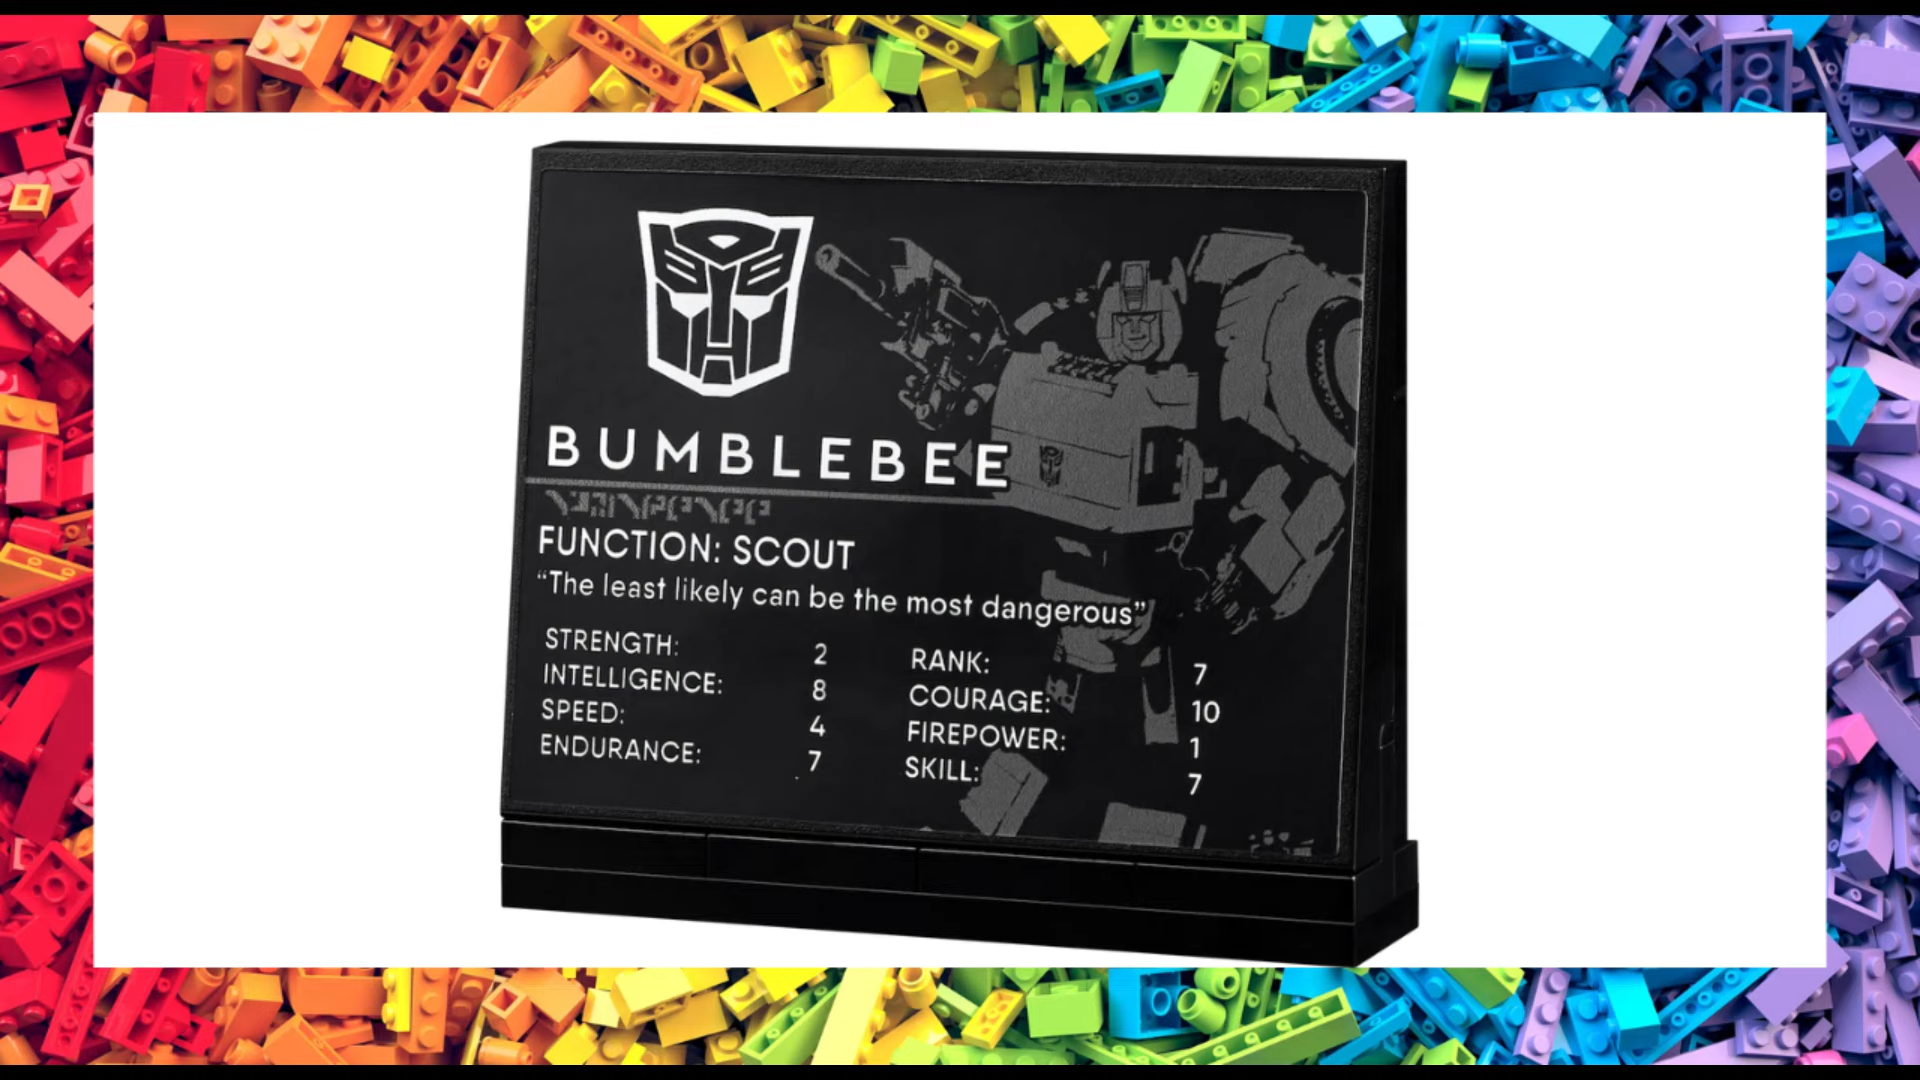 BUMBLEBEE
FUNCTION: SCOUT
“The least likely can be the most dangerous”
STRENGTH: 2
INTELLIGENCE: 8
SPEED: 4
ENDURANCE: 7
RANK: 7
COURAGE: 10
FIREPOWER: 1
SKILL: 7